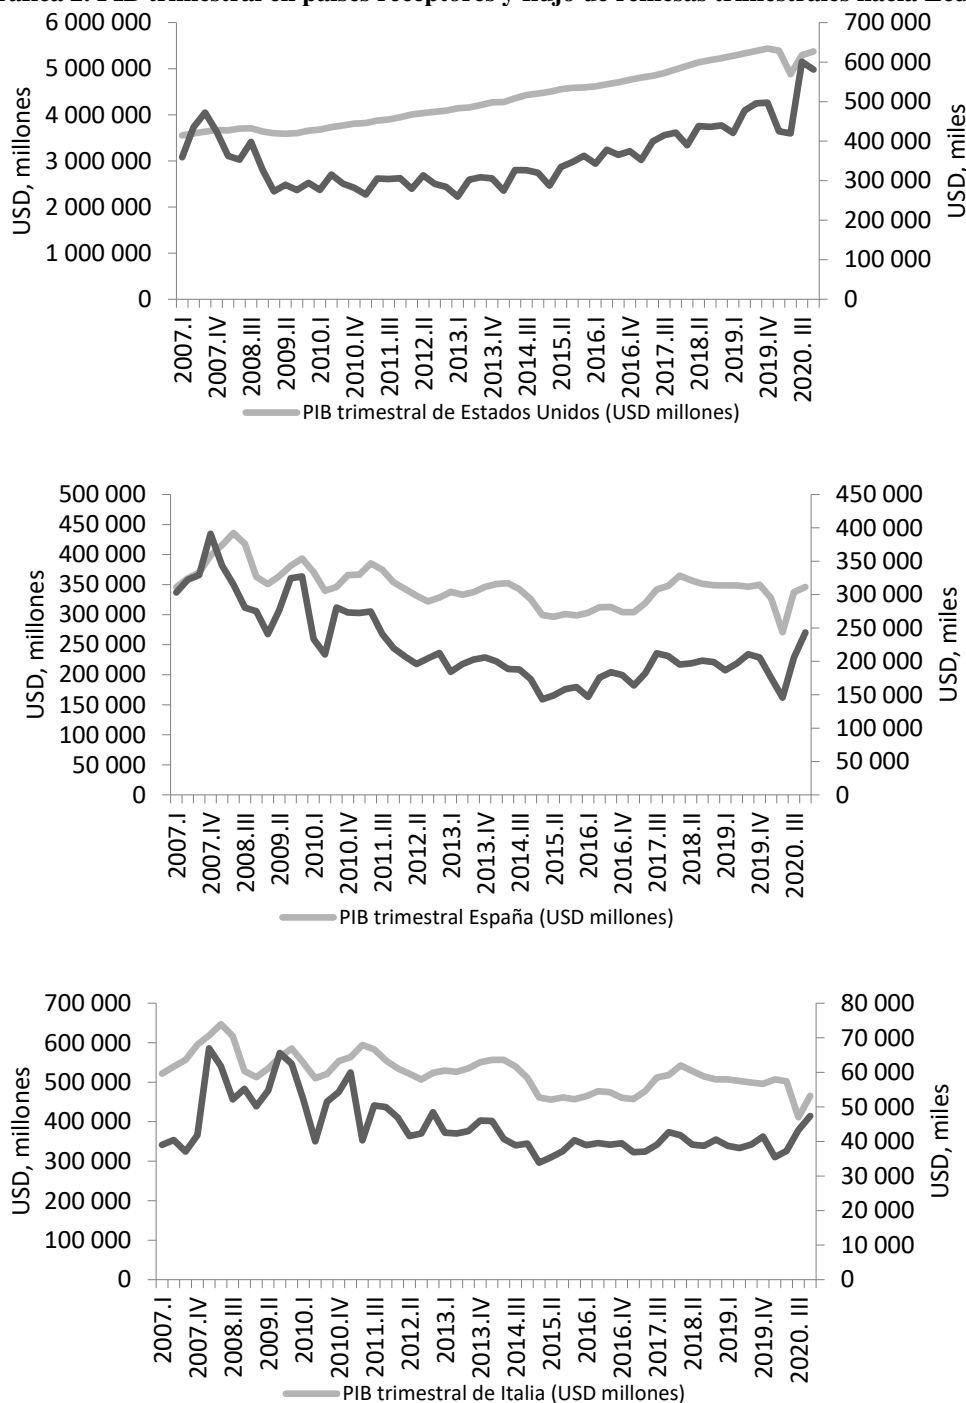 PIB trimestral en países receptores y flujo de remesas trimestrales hacia
6 000 000
5 000 000
4 000 000
3 000 000
2 000 000
1 000 000
0
USD, millones
700 000
600 000
500 000
400 000
300 000
200 000
100 000
0
USD, miles
2007.I
2007.IV
2008.III
2009.II
2010.I
2010.IV
2011.III
2012.II
2013.I
2013.IV
2014.III
2015.II
2016.I
2016.IV
2017.III
2018.II
2019.I
2019.IV
2020. III
PIB trimestral de Estados Unidos (USD millones)
500 000
450 000
400 000
350 000
300 000
250 000
200 000
150 000
100 000
50 000
0
USD, millones
450 000
400 000
350 000
300 000
250 000
200 000
150 000
100 000
50 000
0
USD, miles
2007.I
2007.IV
2008.III
2009.II
2010.I
2010.IV
2011.III
2012.II
2013.I
2013.IV
2014.III
2015.II
2016.I
2016.IV
2017.III
2018.II
2019.I
2019.IV
2020. III
PIB trimestral España (USD millones)
700 000
600 000
500 000
400 000
300 000
200 000
100 000
0
USD, millones
80 000
70 000
60 000
50 000
40 000
30 000
20 000
10 000
0
USD, miles
2007.I
2007.IV
2008.III
2009.II
2010.I
2010.IV
2011.III
2012.II
2013.I
2013.IV
2014.III
2015.II
2016.I
2016.IV
2017.III
2018.II
2019.I
2019.IV
2020. III
PIB trimestral de Italia (USD millones)